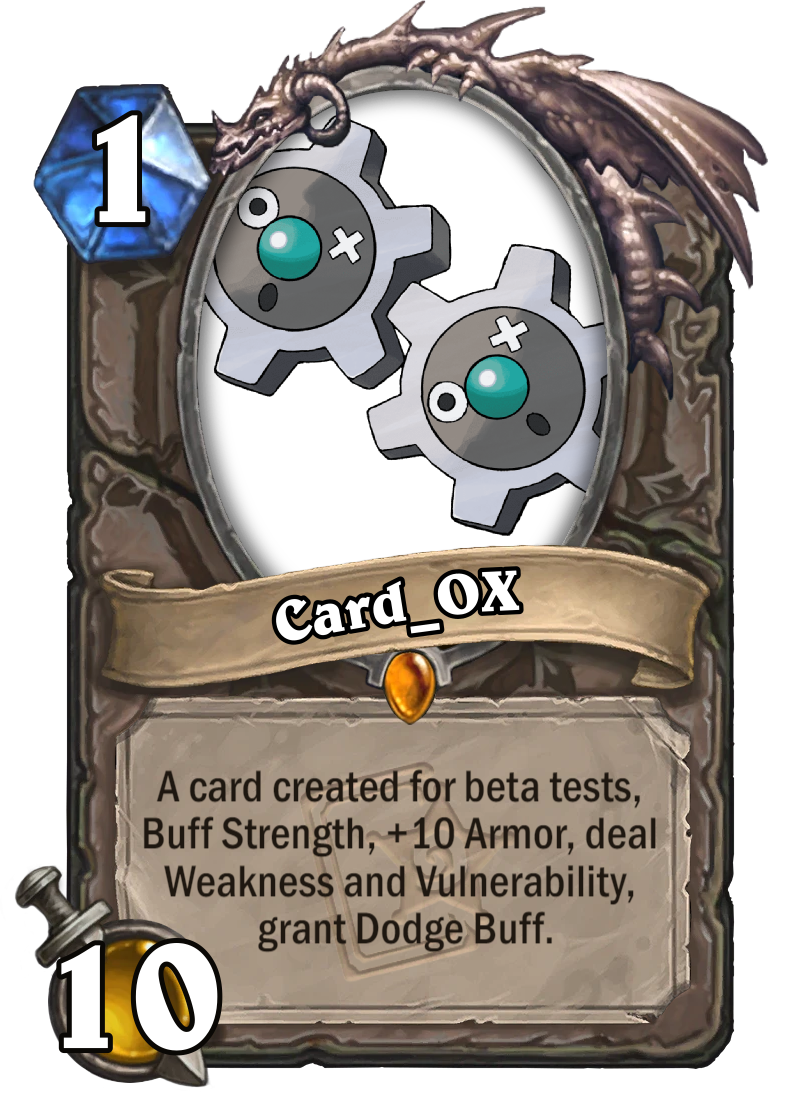 1
Card_OX
A card created for beta tests,
Buff Strength, +10 Armor, deal
Weakness and Vulnerability,
grant Dodge Buff.
10